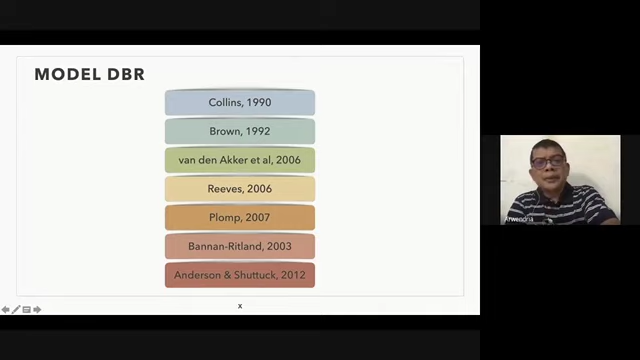 MODEL DBR
Collins, 1990
Brown, 1992
van den Akker et al, 2006
Reeves, 2006
Plomp, 2007
Bannan-Ritland, 2003
Anderson & Shuttuck, 2012
x
Arwendria